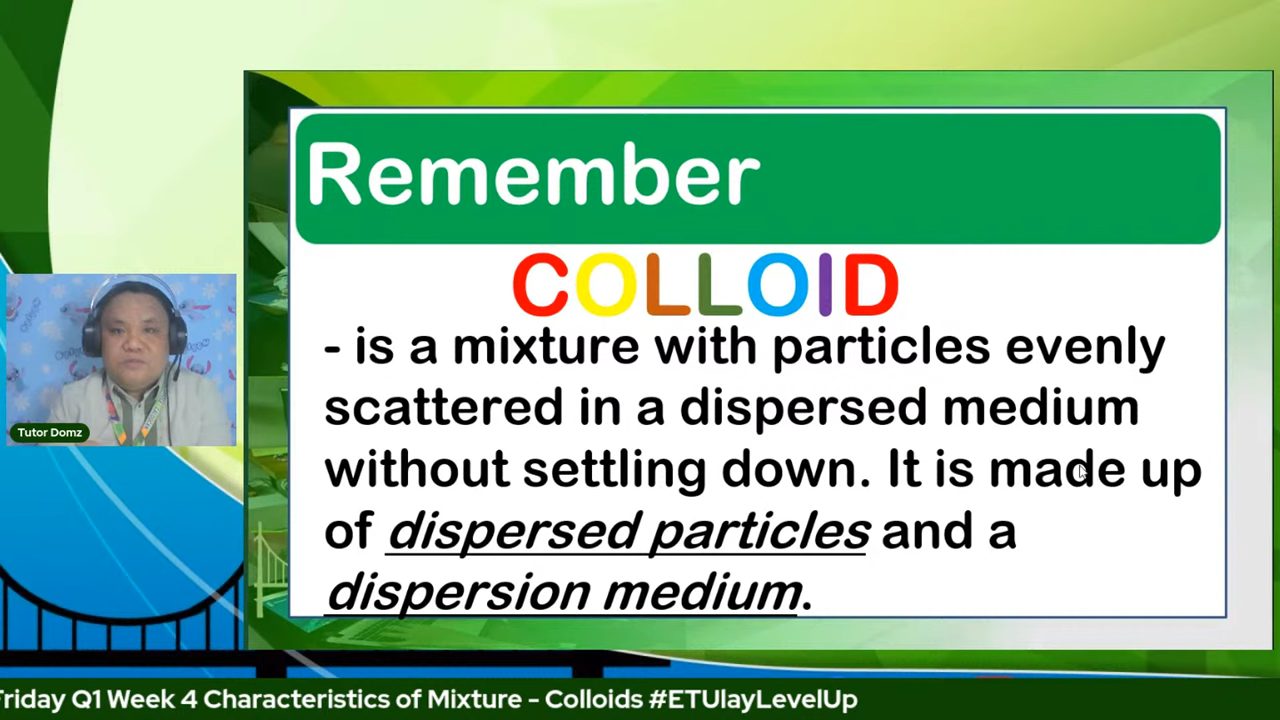 Remember
COLLOID
- is a mixture with particles evenly
scattered in a dispersed medium
without settling down. It is made up
of dispersed particles and a
dispersion medium.
Tutor Domz
Friday Q1 Week 4 Characteristics of Mixture - Colloids #ETUlayLevelUp